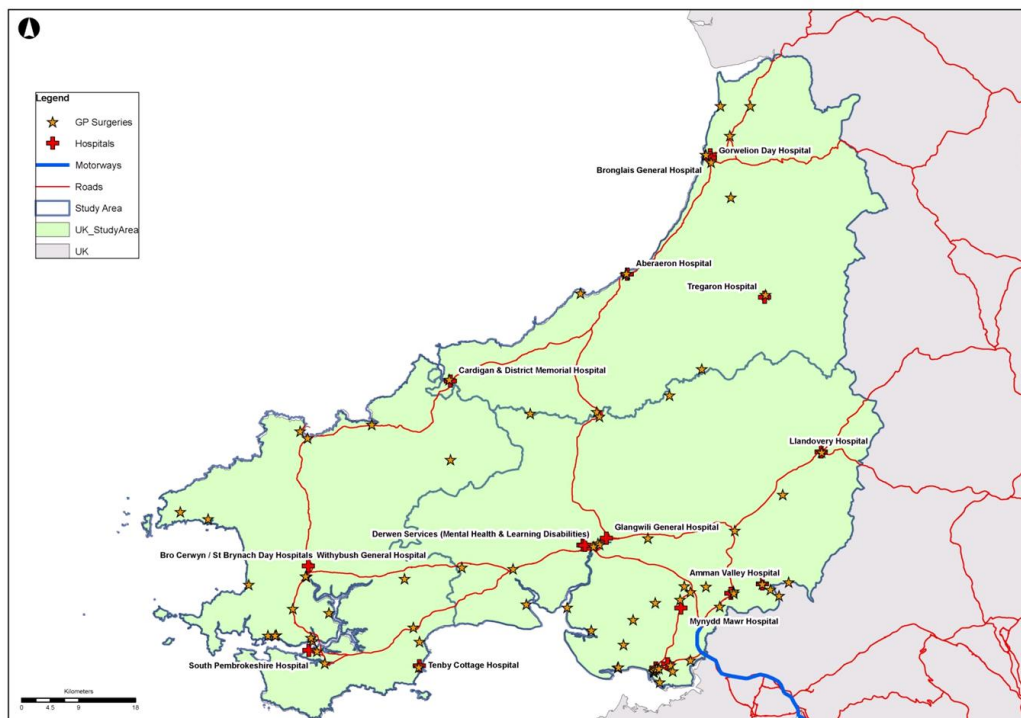 Legend
GP Surgeries
Hospitals
Motorways
Roads
Study Area
UK_StudyArea
UK
Gorwelion Day Hospital
Bronglais General Hospital
Aberaeron Hospital
Tregaron Hospital
Cardigan & District Memorial Hospital
Llandovery Hospital
Glangwili General Hospital
Derwen Services (Mental Health & Learning Disabilities)
Bro Cerwyn / St Brynach Day Hospitals Withybush General Hospital
Amman Valley Hospital
Mynydd Mawr Hospital
South Pembrokeshire Hospital
Tenby Cottage Hospital
Kilometers
0 4.5 9 18